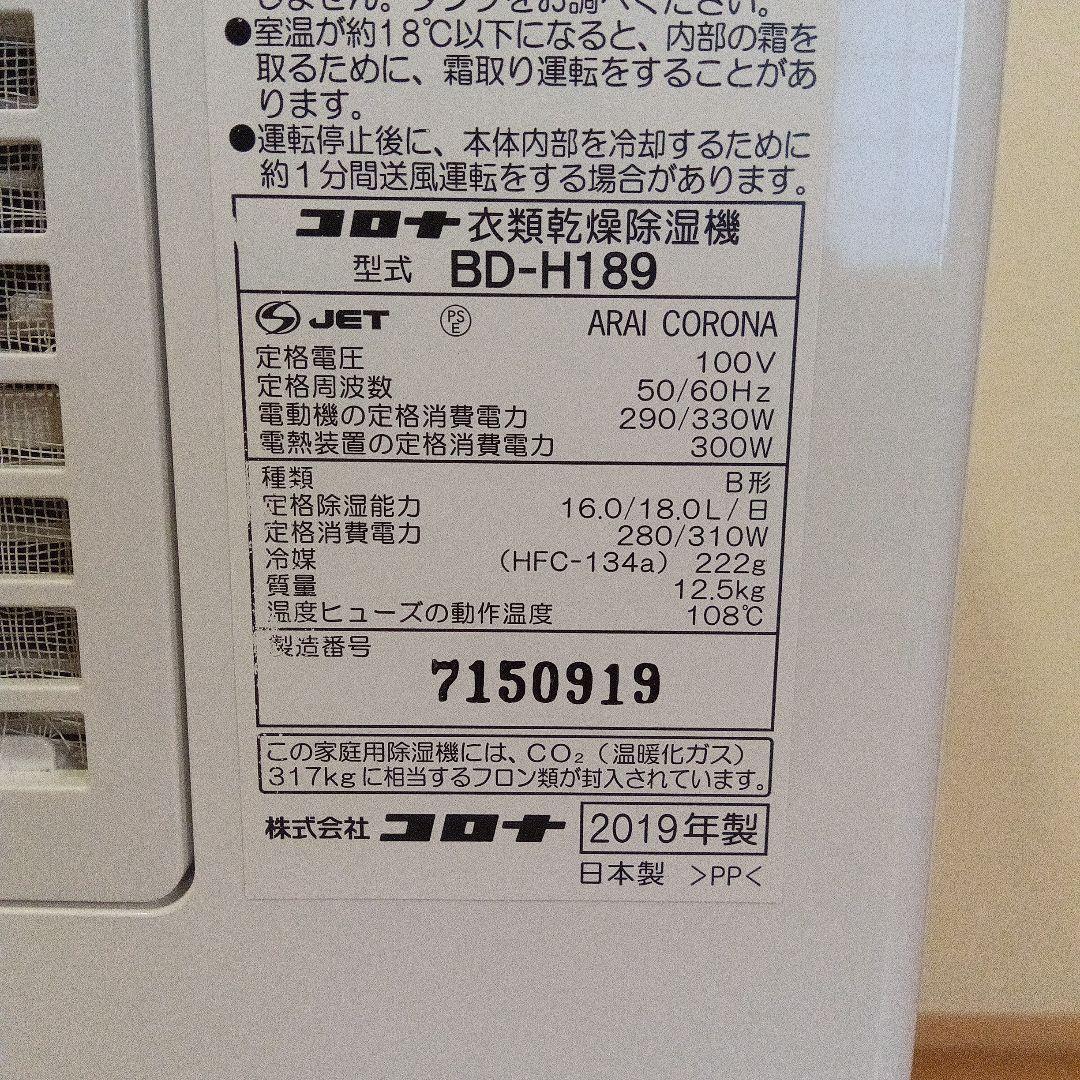 しません。タンクをお調べください。
●室温が約18℃以下になると、内部の霜を
取るために、霜取り運転をすることがあ
ります。
●運転停止後に、本体内部を冷却するために
約1分間送風運転をする場合があります。
コロナ 衣類乾燥除湿機
型式 BD-H189
JET PSE ARAI CORONA
定格電圧 100V
定格周波数 50/60Hz
電動機の定格消費電力 290/330W
電熱装置の定格消費電力 300W
種類 B形
定格除湿能力 16.0/18.0L/日
定格消費電力 280/310W
冷媒 (HFC-134a) 222g
質量 12.5kg
温度ヒューズの動作温度 108℃
製造番号
7150919
この家庭用除湿機には、CO₂(温暖化ガス)
317kgに相当するフロン類が封入されています。
株式会社 コロナ 2019年製
日本製 >PP<